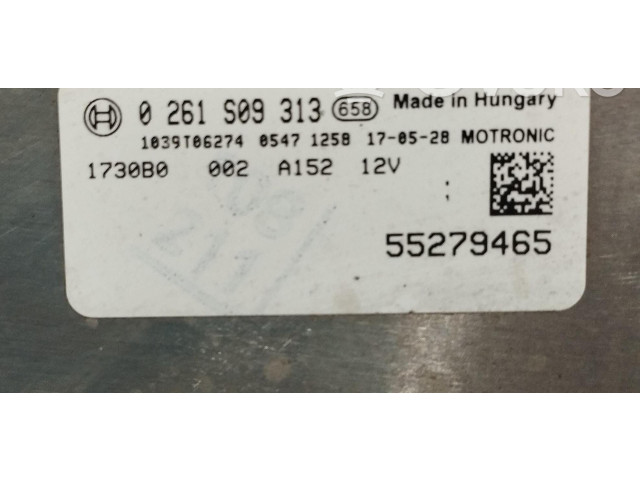 0 261 S09 313 658 Made in Hungary
1039T06274 0547 1258 17-05-28 MOTRONIC
1730B0 002 A152 12V
55279465